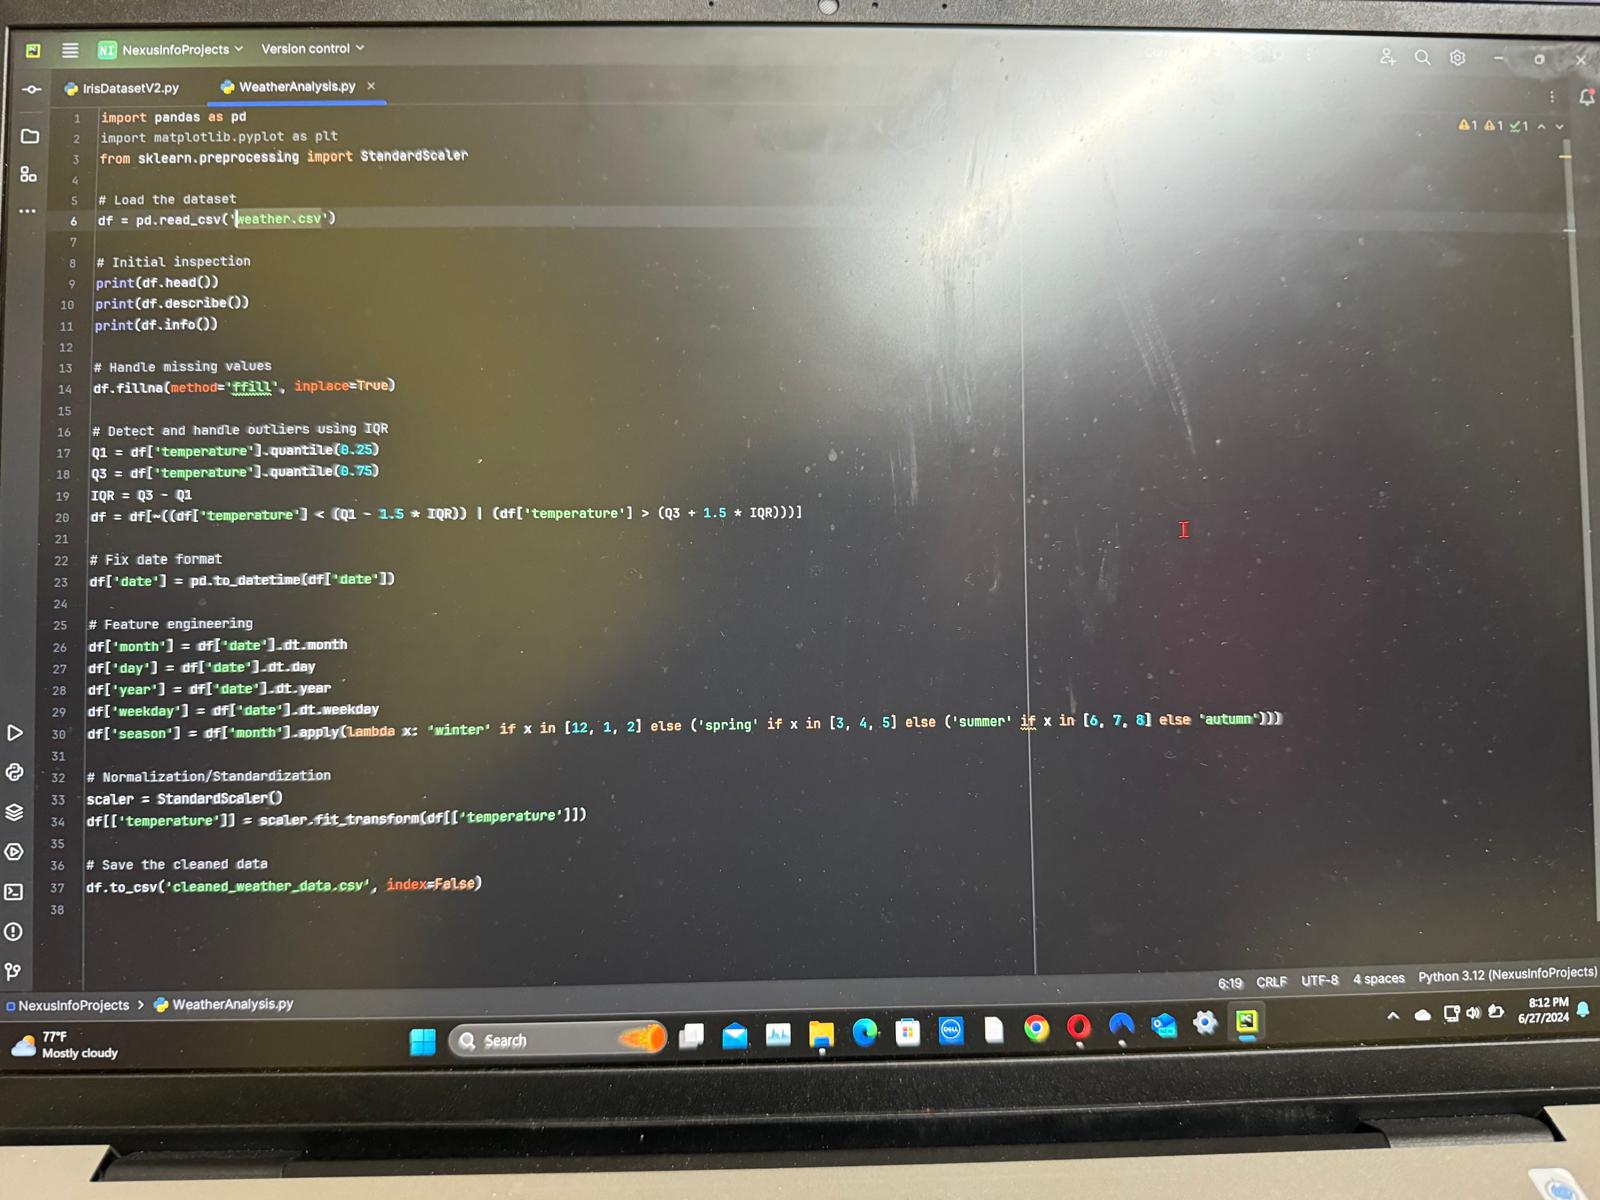 NI NexusInfoProjects Version control
IrisDatasetV2.py WeatherAnalysis.py
1 1 1
1 import pandas as pd
2 import matplotlib.pyplot as plt
3 from sklearn.preprocessing import StandardScaler
4
5 # Load the dataset
6 df = pd.read_csv('weather.csv')
7
8 # Initial inspection
9 print(df.head())
10 print(df.describe())
11 print(df.info())
12
13 # Handle missing values
14 df.fillna(method='ffill', inplace=True)
15
16 # Detect and handle outliers using IQR
17 Q1 = df['temperature'].quantile(0.25)
18 Q3 = df['temperature'].quantile(0.75)
19 IQR = Q3 - Q1
20 df = df[~((df['temperature'] < (Q1 - 1.5 * IQR)) | (df['temperature'] > (Q3 + 1.5 * IQR)))]
21
22 # Fix date format
23 df['date'] = pd.to_datetime(df['date'])
24
25 # Feature engineering
26 df['month'] = df['date'].dt.month
27 df['day'] = df['date'].dt.day
28 df['year'] = df['date'].dt.year
29 df['weekday'] = df['date'].dt.weekday
30 df['season'] = df['month'].apply(lambda x: 'winter' if x in [12, 1, 2] else ('spring' if x in [3, 4, 5] else ('summer' if x in [6, 7, 8] else 'autumn')))
31
32 # Normalization/Standardization
33 scaler = StandardScaler()
34 df[['temperature']] = scaler.fit_transform(df[['temperature']])
35
36 # Save the cleaned data
37 df.to_csv('cleaned_weather_data.csv', index=False)
38
6:19 CRLF UTF-8 4 spaces Python 3.12 (NexusInfoProjects)
NexusInfoProjects > WeatherAnalysis.py
77°F
Mostly cloudy
Search
DELL
NEW
8:12 PM
6/27/2024